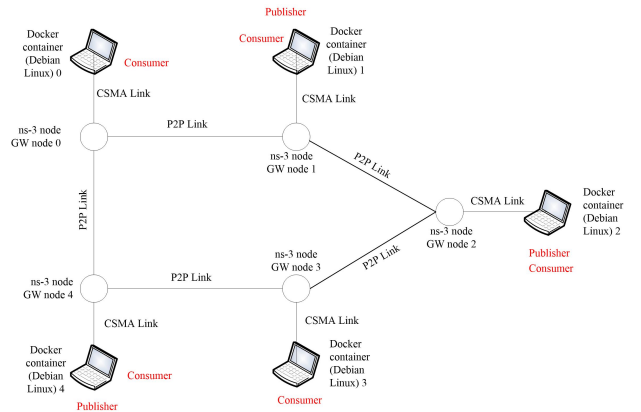 Docker
container
(Debian
Linux) 0
Consumer
CSMA Link
Publisher
Consumer
Docker
container
(Debian
Linux) 1
CSMA Link
ns-3 node
GW node 0
P2P Link
ns-3 node
GW node 1
P2P Link
P2P Link
CSMA Link
Docker
container
(Debian
Linux) 2
ns-3 node
GW node 2
Publisher
Consumer
ns-3 node
GW node 3
P2P Link
ns-3 node
GW node 4
P2P Link
CSMA Link
CSMA Link
Docker
container
(Debian
Linux) 4
Consumer
Publisher
Docker
container
(Debian
Linux) 3
Consumer